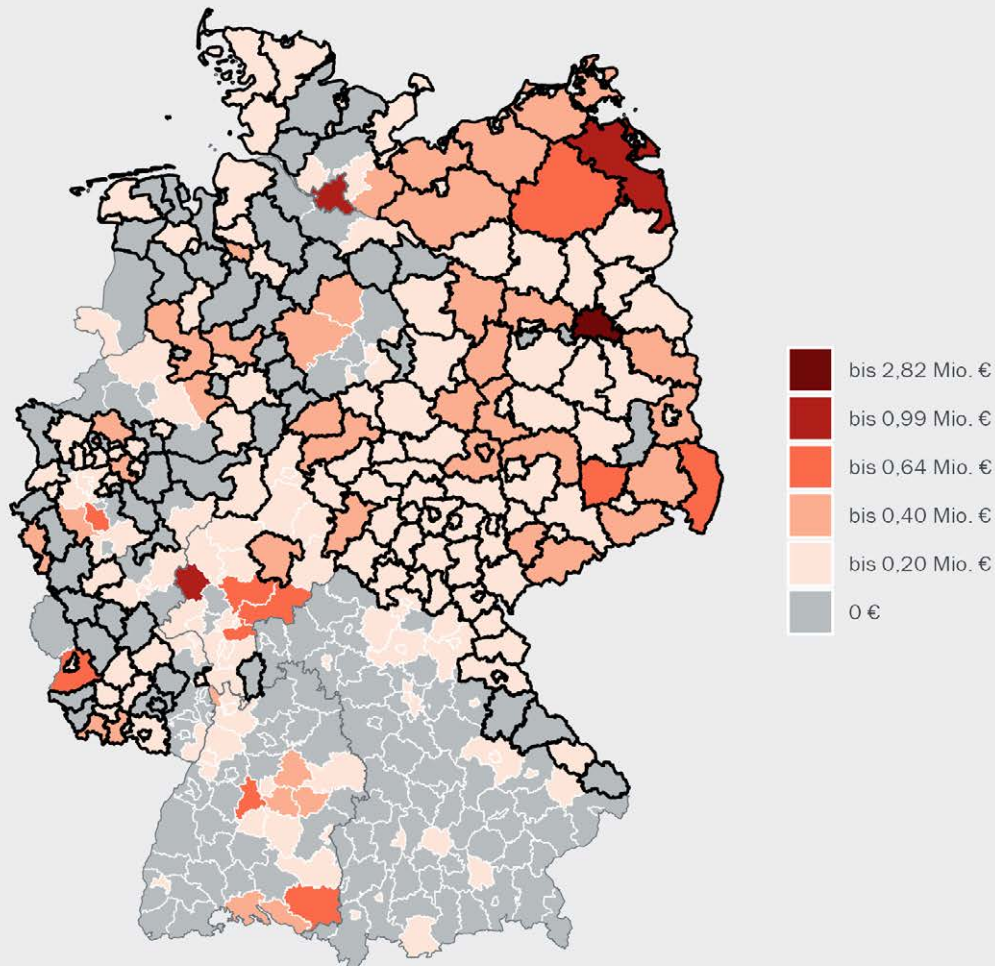 bis 2,82 Mio. €
bis 0,99 Mio. €
bis 0,64 Mio. €
bis 0,40 Mio. €
bis 0,20 Mio. €
0 €